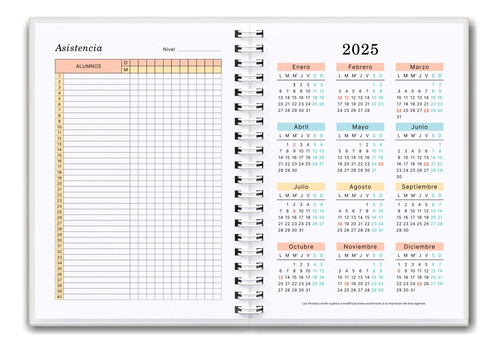 Asistencia
Nivel
ALUMNOS
D
M
1
2
3
4
5
6
7
8
9
10
11
12
13
14
15
16
17
18
19
20
21
22
23
24
25
26
27
28
29
30
31
32
33
34
35
36
37
38
39
40
2025
Enero
L M M' J V S D
1 2 3 4 5
6 7 8 9 10 11 12
13 14 15 16 17 18 19
20 21 22 23 24 25 26
27 28 29 30 31
Febrero
L M M' J V S D
1 2
3 4 5 6 7 8 9
10 11 12 13 14 15 16
17 18 19 20 21 22 23
24 25 26 27 28
Marzo
L M M' J V S D
1 2
3 4 5 6 7 8 9
10 11 12 13 14 15 16
17 18 19 20 21 22 23
24 25 26 27 28 29 30
31
Abril
L M M' J V S D
1 2 3 4 5 6
7 8 9 10 11 12 13
14 15 16 17 18 19 20
21 22 23 24 25 26 27
28 29 30
Mayo
L M M' J V S D
1 2 3 4
5 6 7 8 9 10 11
12 13 14 15 16 17 18
19 20 21 22 23 24 25
26 27 28 29 30 31
Junio
L M M' J V S D
1
2 3 4 5 6 7 8
9 10 11 12 13 14 15
16 17 18 19 20 21 22
23 24 25 26 27 28 29
30
Julio
L M M' J V S D
1 2 3 4 5 6
7 8 9 10 11 12 13
14 15 16 17 18 19 20
21 22 23 24 25 26 27
28 29 30 31
Agosto
L M M' J V S D
1 2 3
4 5 6 7 8 9 10
11 12 13 14 15 16 17
18 19 20 21 22 23 24
25 26 27 28 29 30 31
Septiembre
L M M' J V S D
1 2 3 4 5 6 7
8 9 10 11 12 13 14
15 16 17 18 19 20 21
22 23 24 25 26 27 28
29 30
Octubre
L M M' J V S D
1 2 3 4 5
6 7 8 9 10 11 12
13 14 15 16 17 18 19
20 21 22 23 24 25 26
27 28 29 30 31
Noviembre
L M M' J V S D
1 2
3 4 5 6 7 8 9
10 11 12 13 14 15 16
17 18 19 20 21 22 23
24 25 26 27 28 29 30
Diciembre
L M M' J V S D
1 2 3 4 5 6 7
8 9 10 11 12 13 14
15 16 17 18 19 20 21
22 23 24 25 26 27 28
29 30 31
Los feriados están sujetos a modificaciones posteriores a la impresión de esta agenda